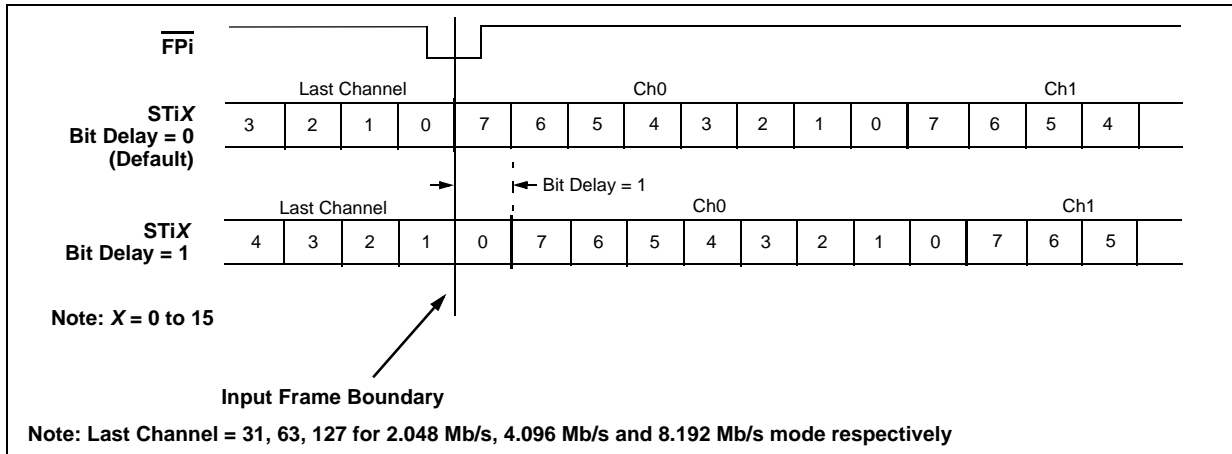 FPi
Last Channel Ch0 Ch1
STiX
Bit Delay = 0
(Default)
3 2 1 0 7 6 5 4 3 2 1 0 7 6 5 4
Bit Delay = 1
Last Channel Ch0 Ch1
STiX
Bit Delay = 1
4 3 2 1 0 7 6 5 4 3 2 1 0 7 6 5
Note: X = 0 to 15
Input Frame Boundary
Note: Last Channel = 31, 63, 127 for 2.048 Mb/s, 4.096 Mb/s and 8.192 Mb/s mode respectively